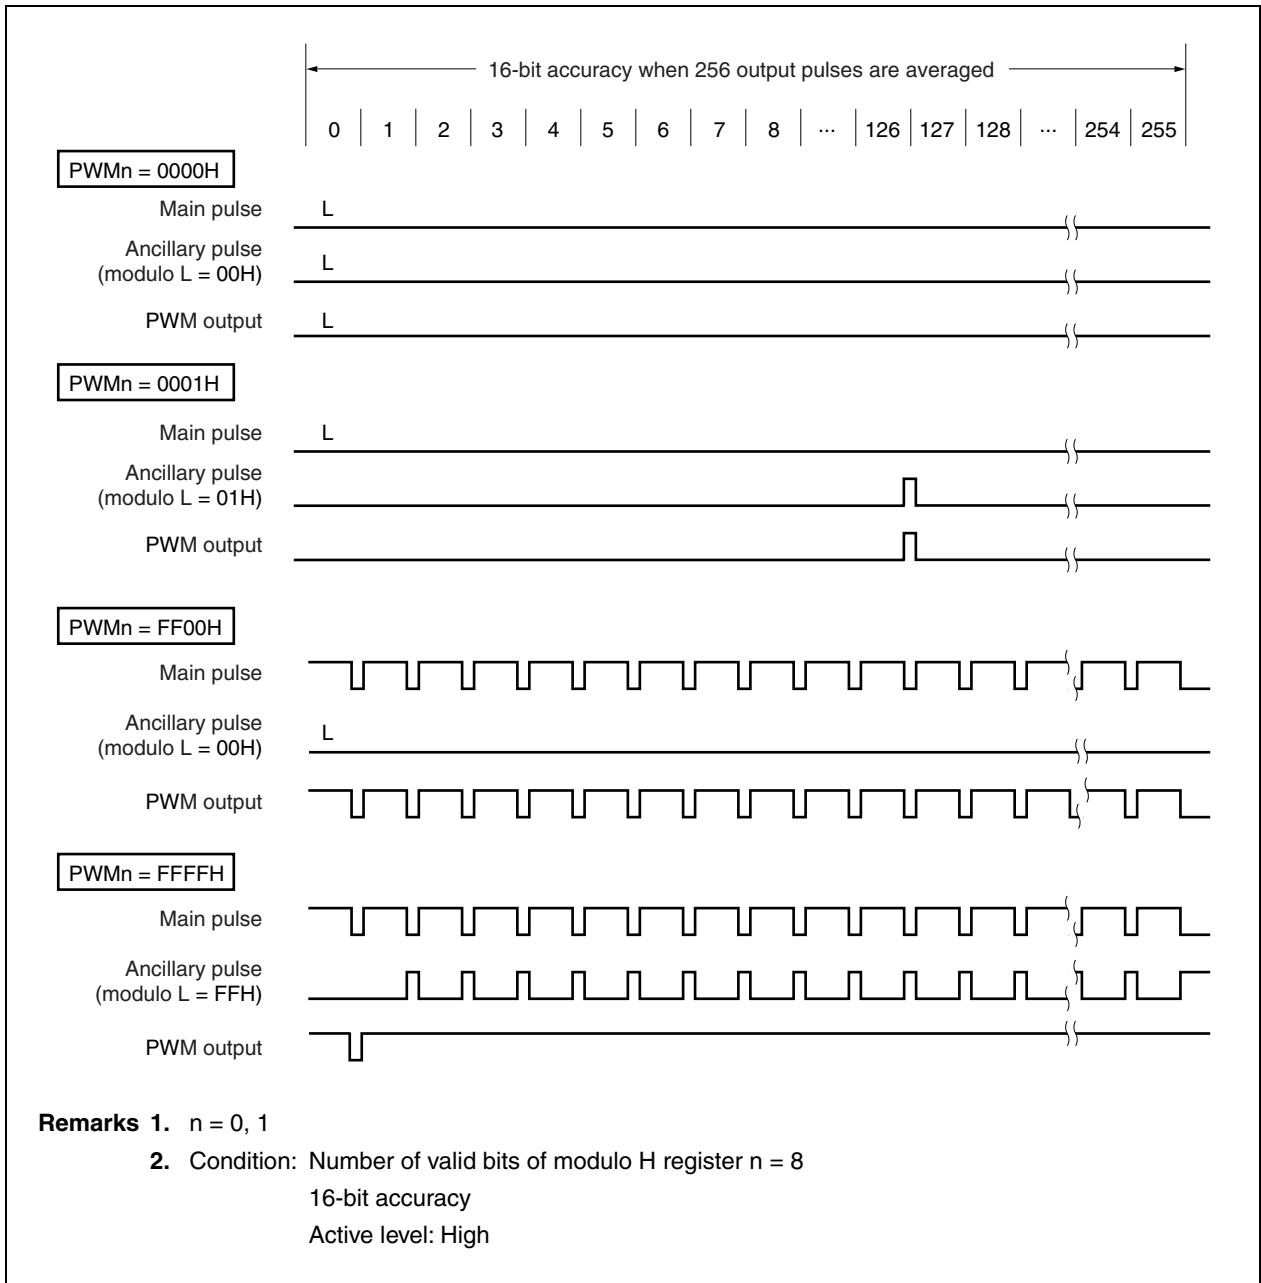 16-bit accuracy when 256 output pulses are averaged
0 1 2 3 4 5 6 7 8 ... 126 127 128 ... 254 255
PWMn = 0000H
Main pulse L
Ancillary pulse
(modulo L = 00H) L
PWM output L
PWMn = 0001H
Main pulse L
Ancillary pulse
(modulo L = 01H)
PWM output
PWMn = FF00H
Main pulse
Ancillary pulse
(modulo L = 00H) L
PWM output
PWMn = FFFFH
Main pulse
Ancillary pulse
(modulo L = FFH)
PWM output
Remarks 1. n = 0, 1
2. Condition: Number of valid bits of modulo H register n = 8
16-bit accuracy
Active level: High